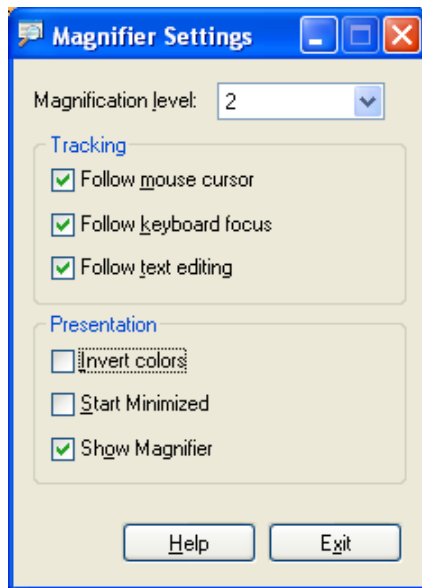 Magnifier Settings
Magnification level: 2
Tracking
Follow mouse cursor
Follow keyboard focus
Follow text editing
Presentation
Invert colors
Start Minimized
Show Magnifier
Help Exit